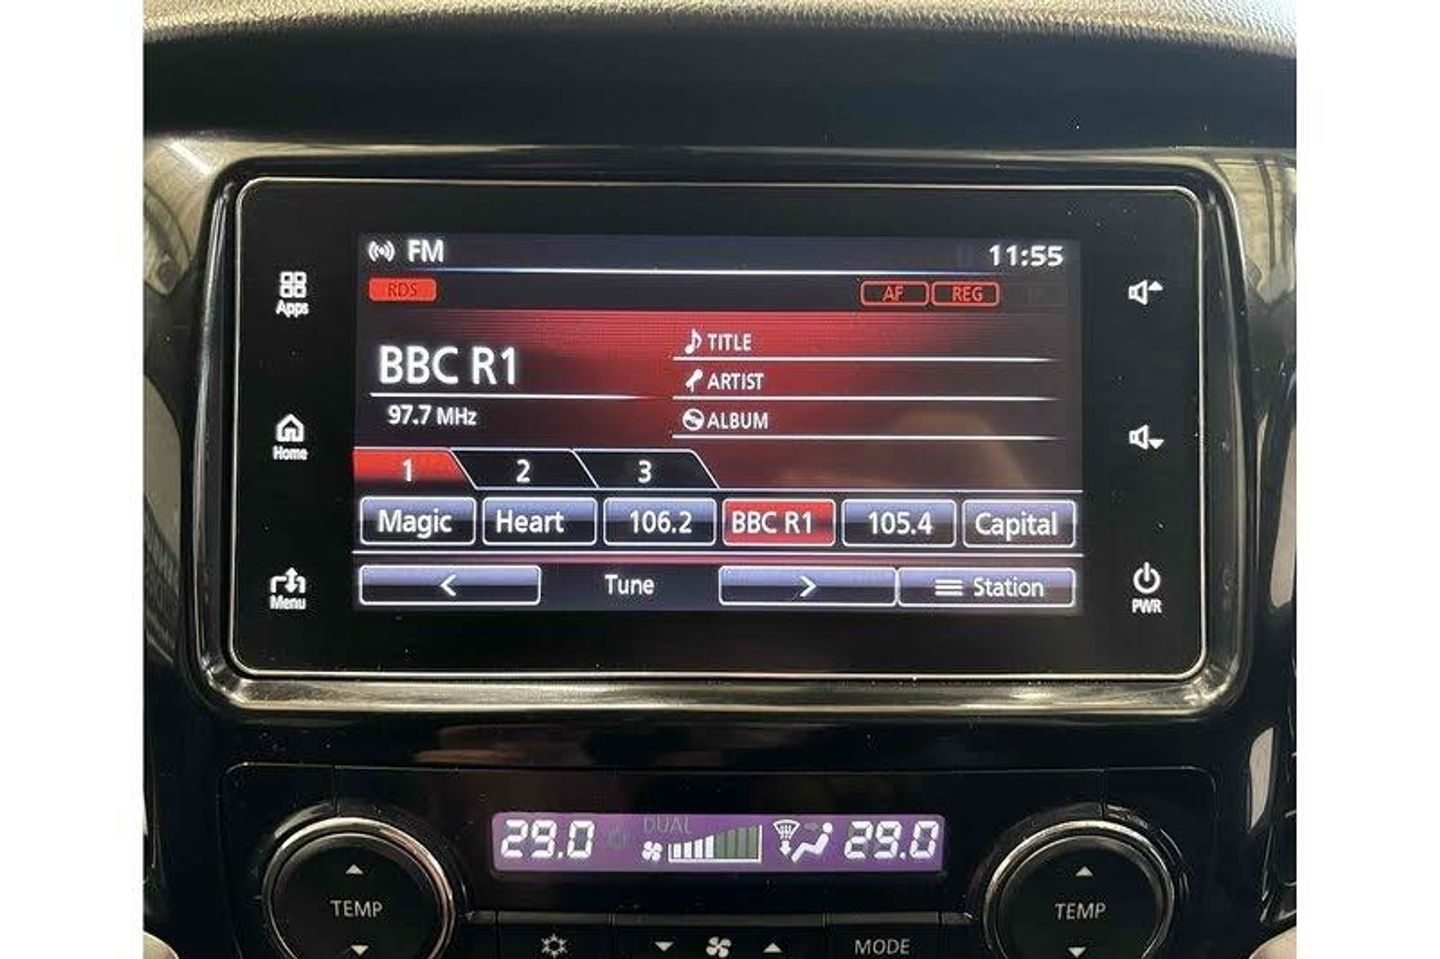 FM 11:55
RDS AF REG
Apps
BBC R1
97.7 MHz
TITLE
ARTIST
ALBUM
Home
1 2 3
Magic Heart 106.2 BBC R1 105.4 Capital
Tune Station
Menu
PWR
29.0 DUAL 29.0
TEMP TEMP
MODE